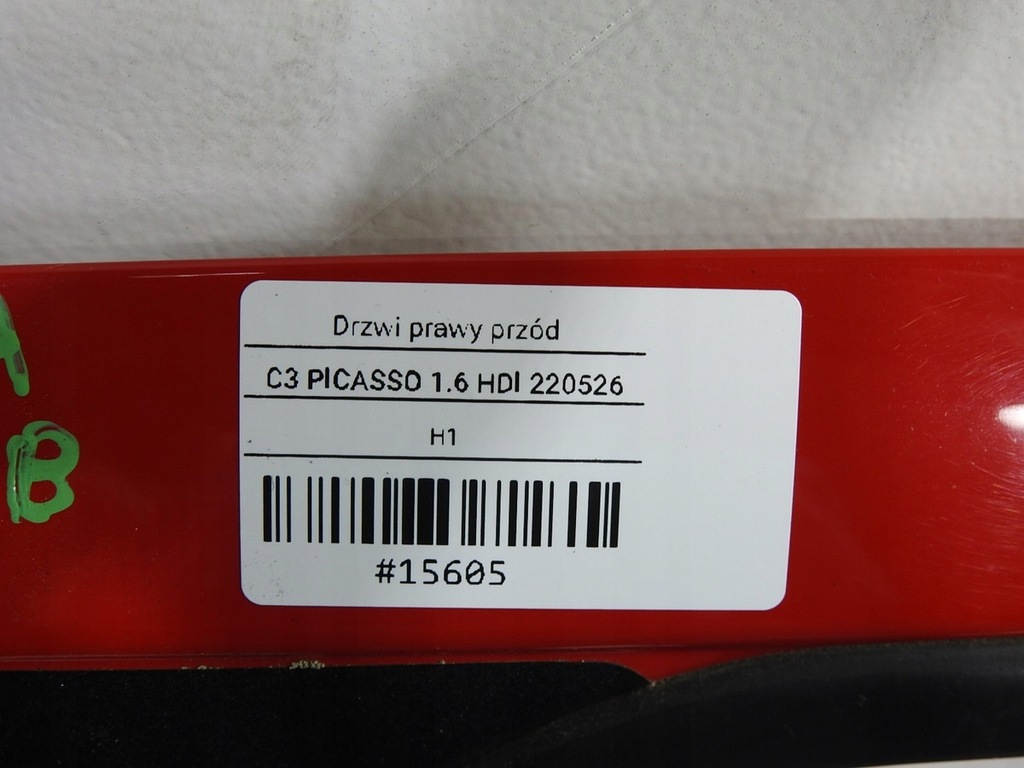 Drzwi prawy przód
C3 PICASSO 1.6 HDI 220526
H1
#15605
B